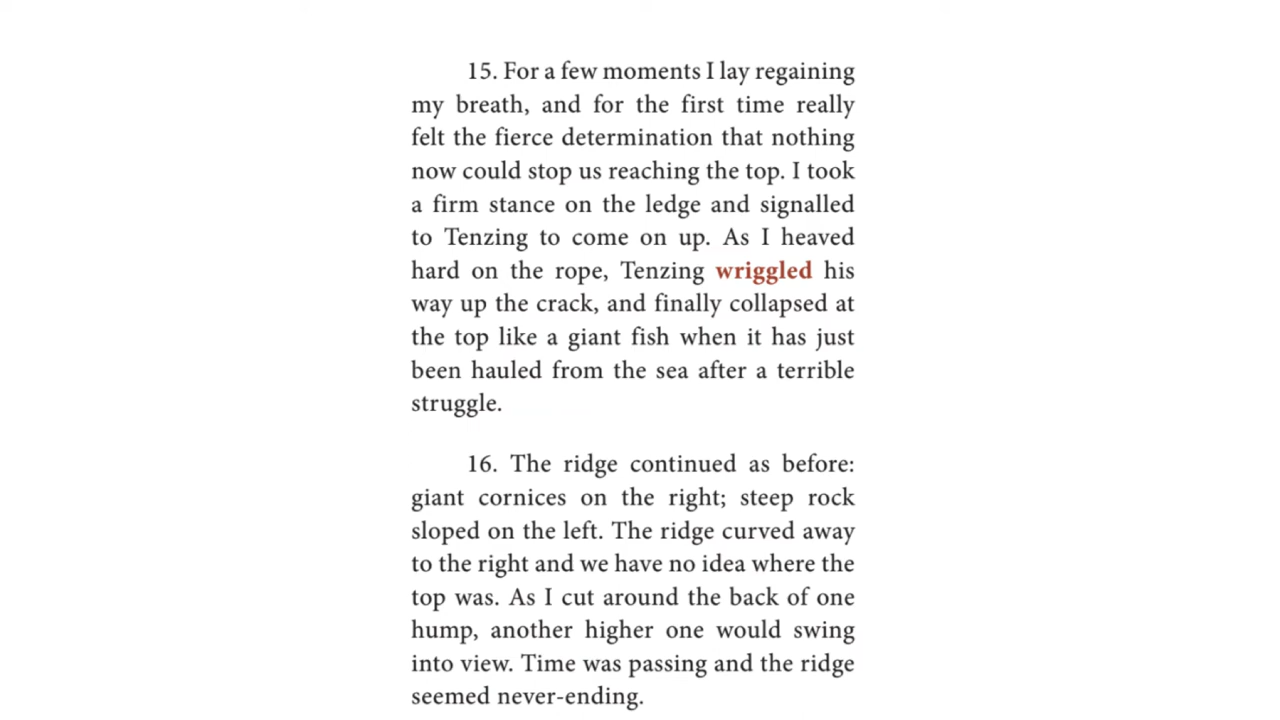 15. For a few moments I lay regaining
my breath, and for the first time really
felt the fierce determination that nothing
now could stop us reaching the top. I took
a firm stance on the ledge and signalled
to Tenzing to come on up. As I heaved
hard on the rope, Tenzing wriggled his
way up the crack, and finally collapsed at
the top like a giant fish when it has just
been hauled from the sea after a terrible
struggle.
16. The ridge continued as before:
giant cornices on the right; steep rock
sloped on the left. The ridge curved away
to the right and we have no idea where the
top was. As I cut around the back of one
hump, another higher one would swing
into view. Time was passing and the ridge
seemed never-ending.